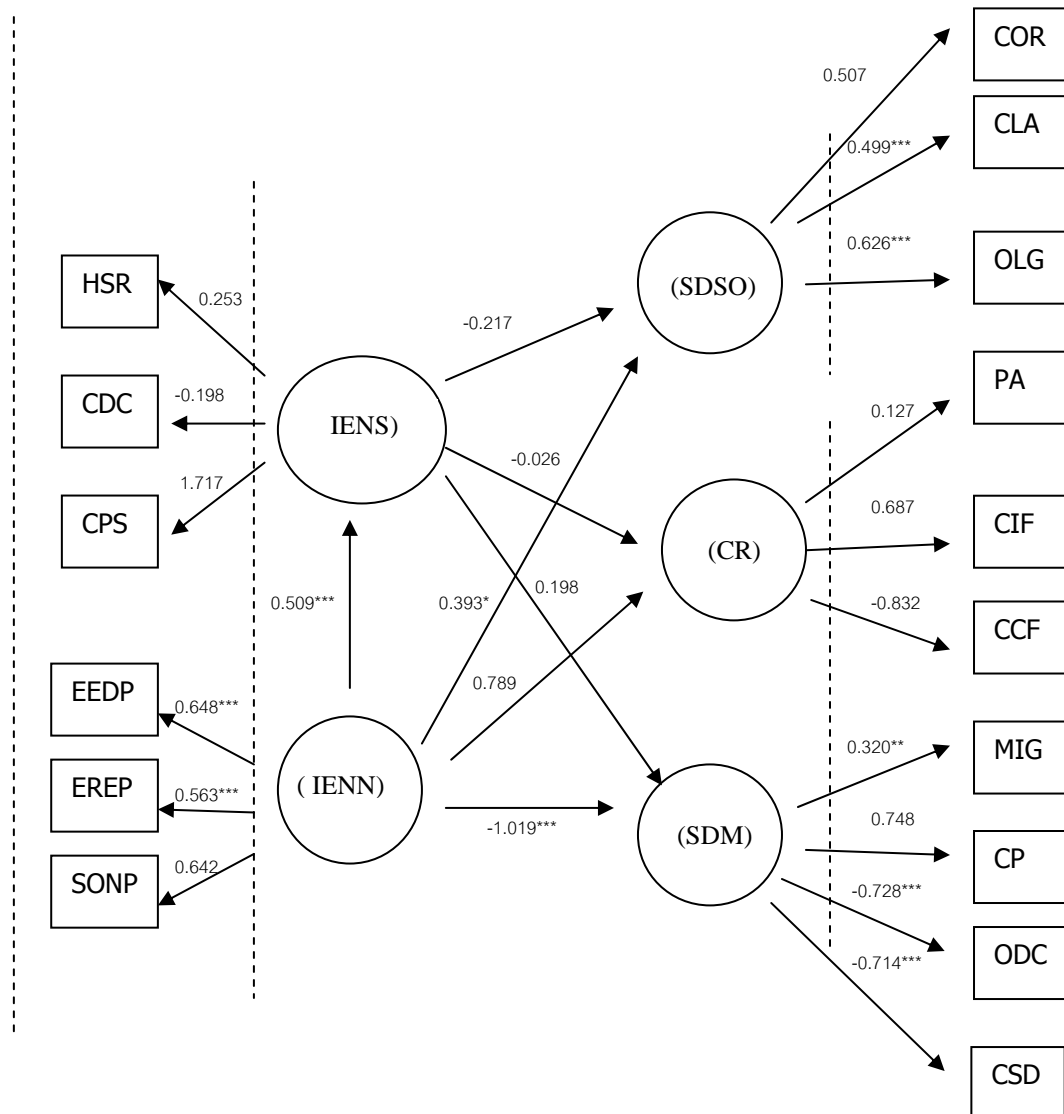 COR
0.507
CLA
0.499***
OLG
0.626***
(SDSO)
HSR
0.253
-0.217
PA
0.127
CDC
-0.198
IENS)
-0.026
CPS
1.717
CIF
0.687
(CR)
0.198
0.509***
0.393*
-0.832
CCF
0.789
EEDP
0.648***
MIG
0.320**
EREP
0.563***
( IENN)
-1.019***
0.748
(SDM)
CP
SONP
0.642
-0.728***
ODC
-0.714***
CSD